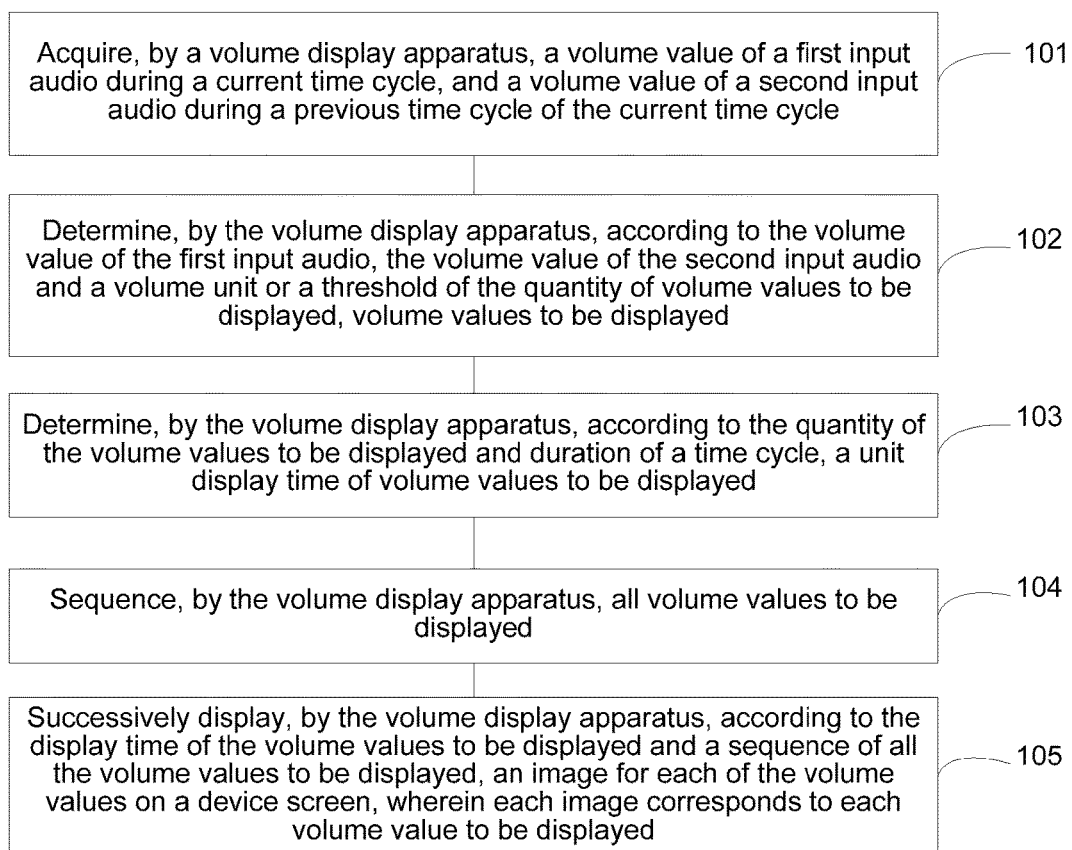 Acquire, by a volume display apparatus, a volume value of a first input
audio during a current time cycle, and a volume value of a second input
audio during a previous time cycle of the current time cycle
101
Determine, by the volume display apparatus, according to the volume
value of the first input audio, the volume value of the second input audio
and a volume unit or a threshold of the quantity of volume values to be
displayed, volume values to be displayed
102
Determine, by the volume display apparatus, according to the quantity of
the volume values to be displayed and duration of a time cycle, a unit
display time of volume values to be displayed
103
Sequence, by the volume display apparatus, all volume values to be
displayed
104
Successively display, by the volume display apparatus, according to the
display time of the volume values to be displayed and a sequence of all
the volume values to be displayed, an image for each of the volume
values on a device screen, wherein each image corresponds to each
volume value to be displayed
105